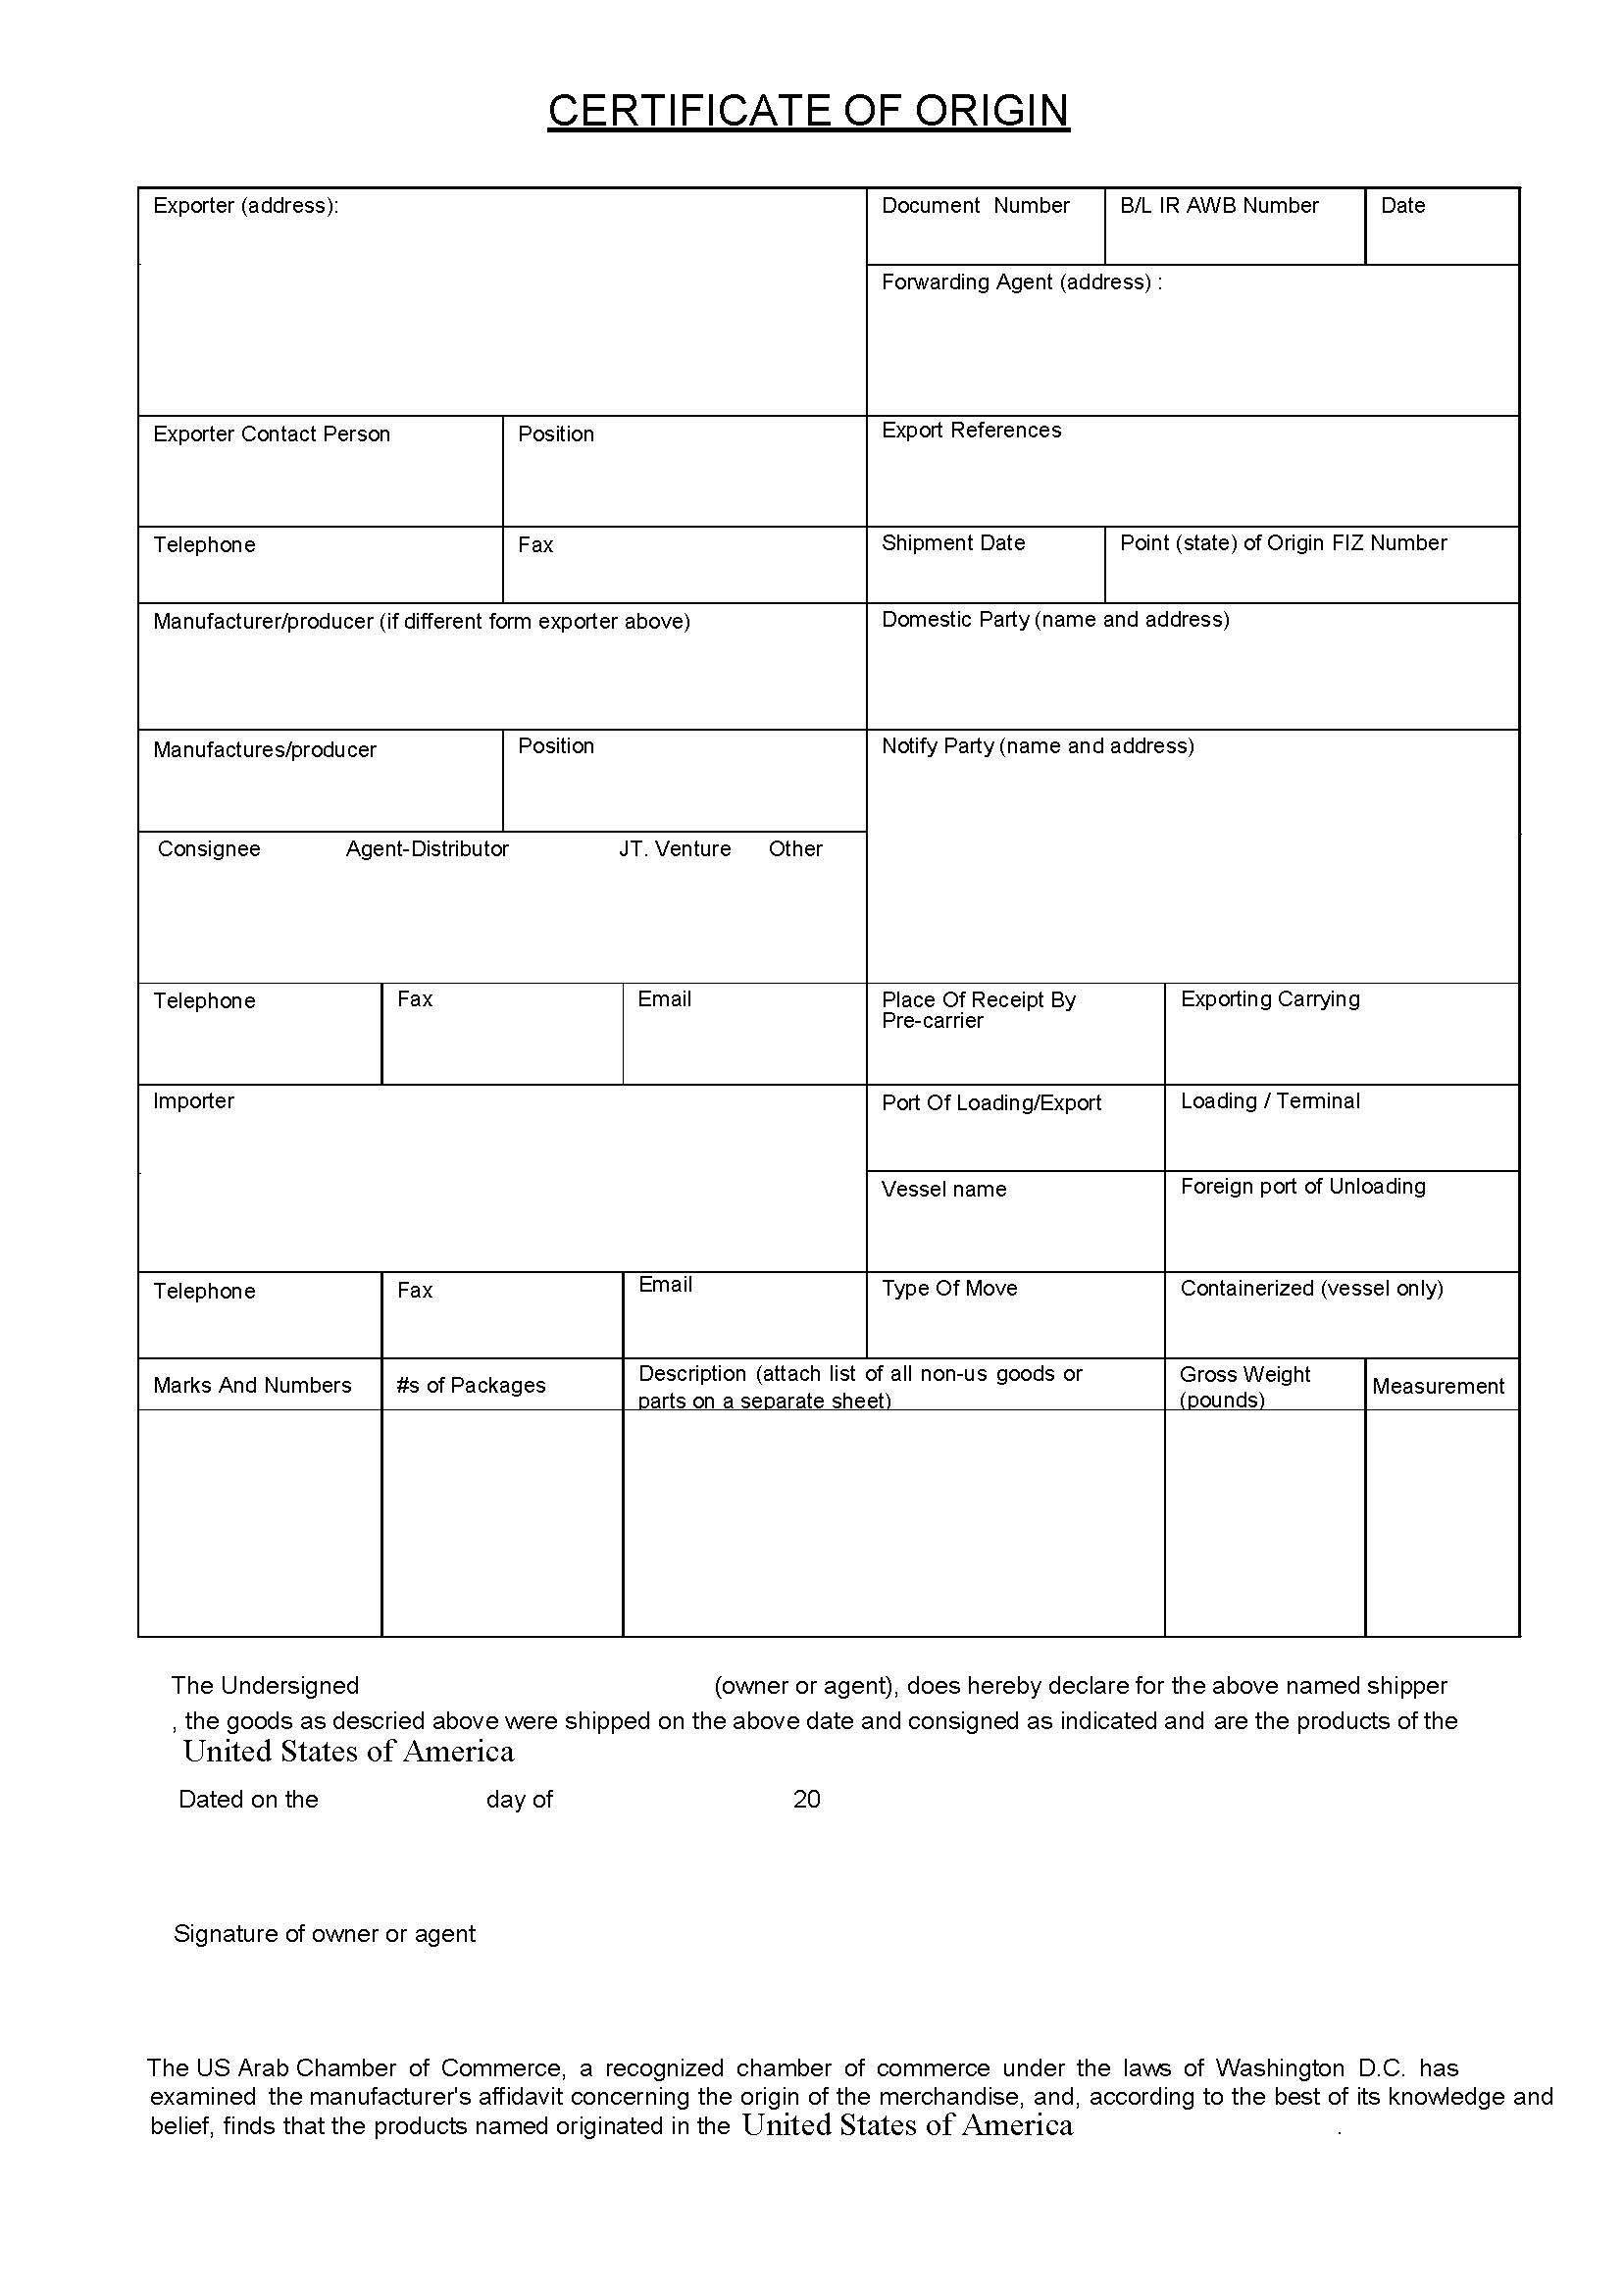 CERTIFICATE OF ORIGIN
Exporter (address):
Document Number
B/L IR AWB Number
Date
Forwarding Agent (address) :
Exporter Contact Person
Position
Export References
Telephone
Fax
Shipment Date
Point (state) of Origin FIZ Number
Manufacturer/producer (if different form exporter above)
Domestic Party (name and address)
Manufactures/producer
Position
Notify Party (name and address)
Consignee Agent-Distributor JT. Venture Other
Telephone
Fax
Email
Place Of Receipt By
Pre-carrier
Exporting Carrying
Importer
Port Of Loading/Export
Loading / Terminal
Vessel name
Foreign port of Unloading
Telephone
Fax
Email
Type Of Move
Containerized (vessel only)
Marks And Numbers
#s of Packages
Description (attach list of all non-us goods or
parts on a separate sheet)
Gross Weight
(pounds)
Measurement
The Undersigned (owner or agent), does hereby declare for the above named shipper
, the goods as descried above were shipped on the above date and consigned as indicated and are the products of the
United States of America
Dated on the day of 20
Signature of owner or agent
The US Arab Chamber of Commerce, a recognized chamber of commerce under the laws of Washington D.C. has
examined the manufacturer's affidavit concerning the origin of the merchandise, and, according to the best of its knowledge and
belief, finds that the products named originated in the United States of America .